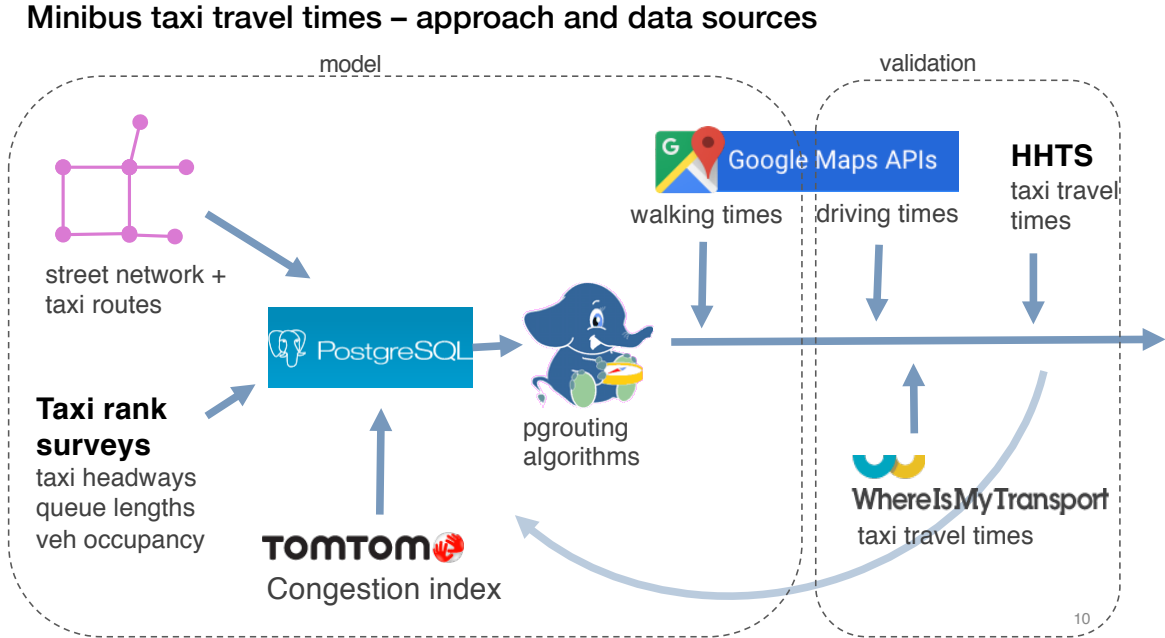 Minibus taxi travel times – approach and data sources
model
validation
G
Google Maps APIs
walking times
driving times
HHTS
taxi travel
times
street network +
taxi routes
PostgreSQL
Taxi rank
surveys
taxi headways
queue lengths
veh occupancy
pgrouting
algorithms
TOMTOM
Congestion index
WhereIsMyTransport
taxi travel times
10